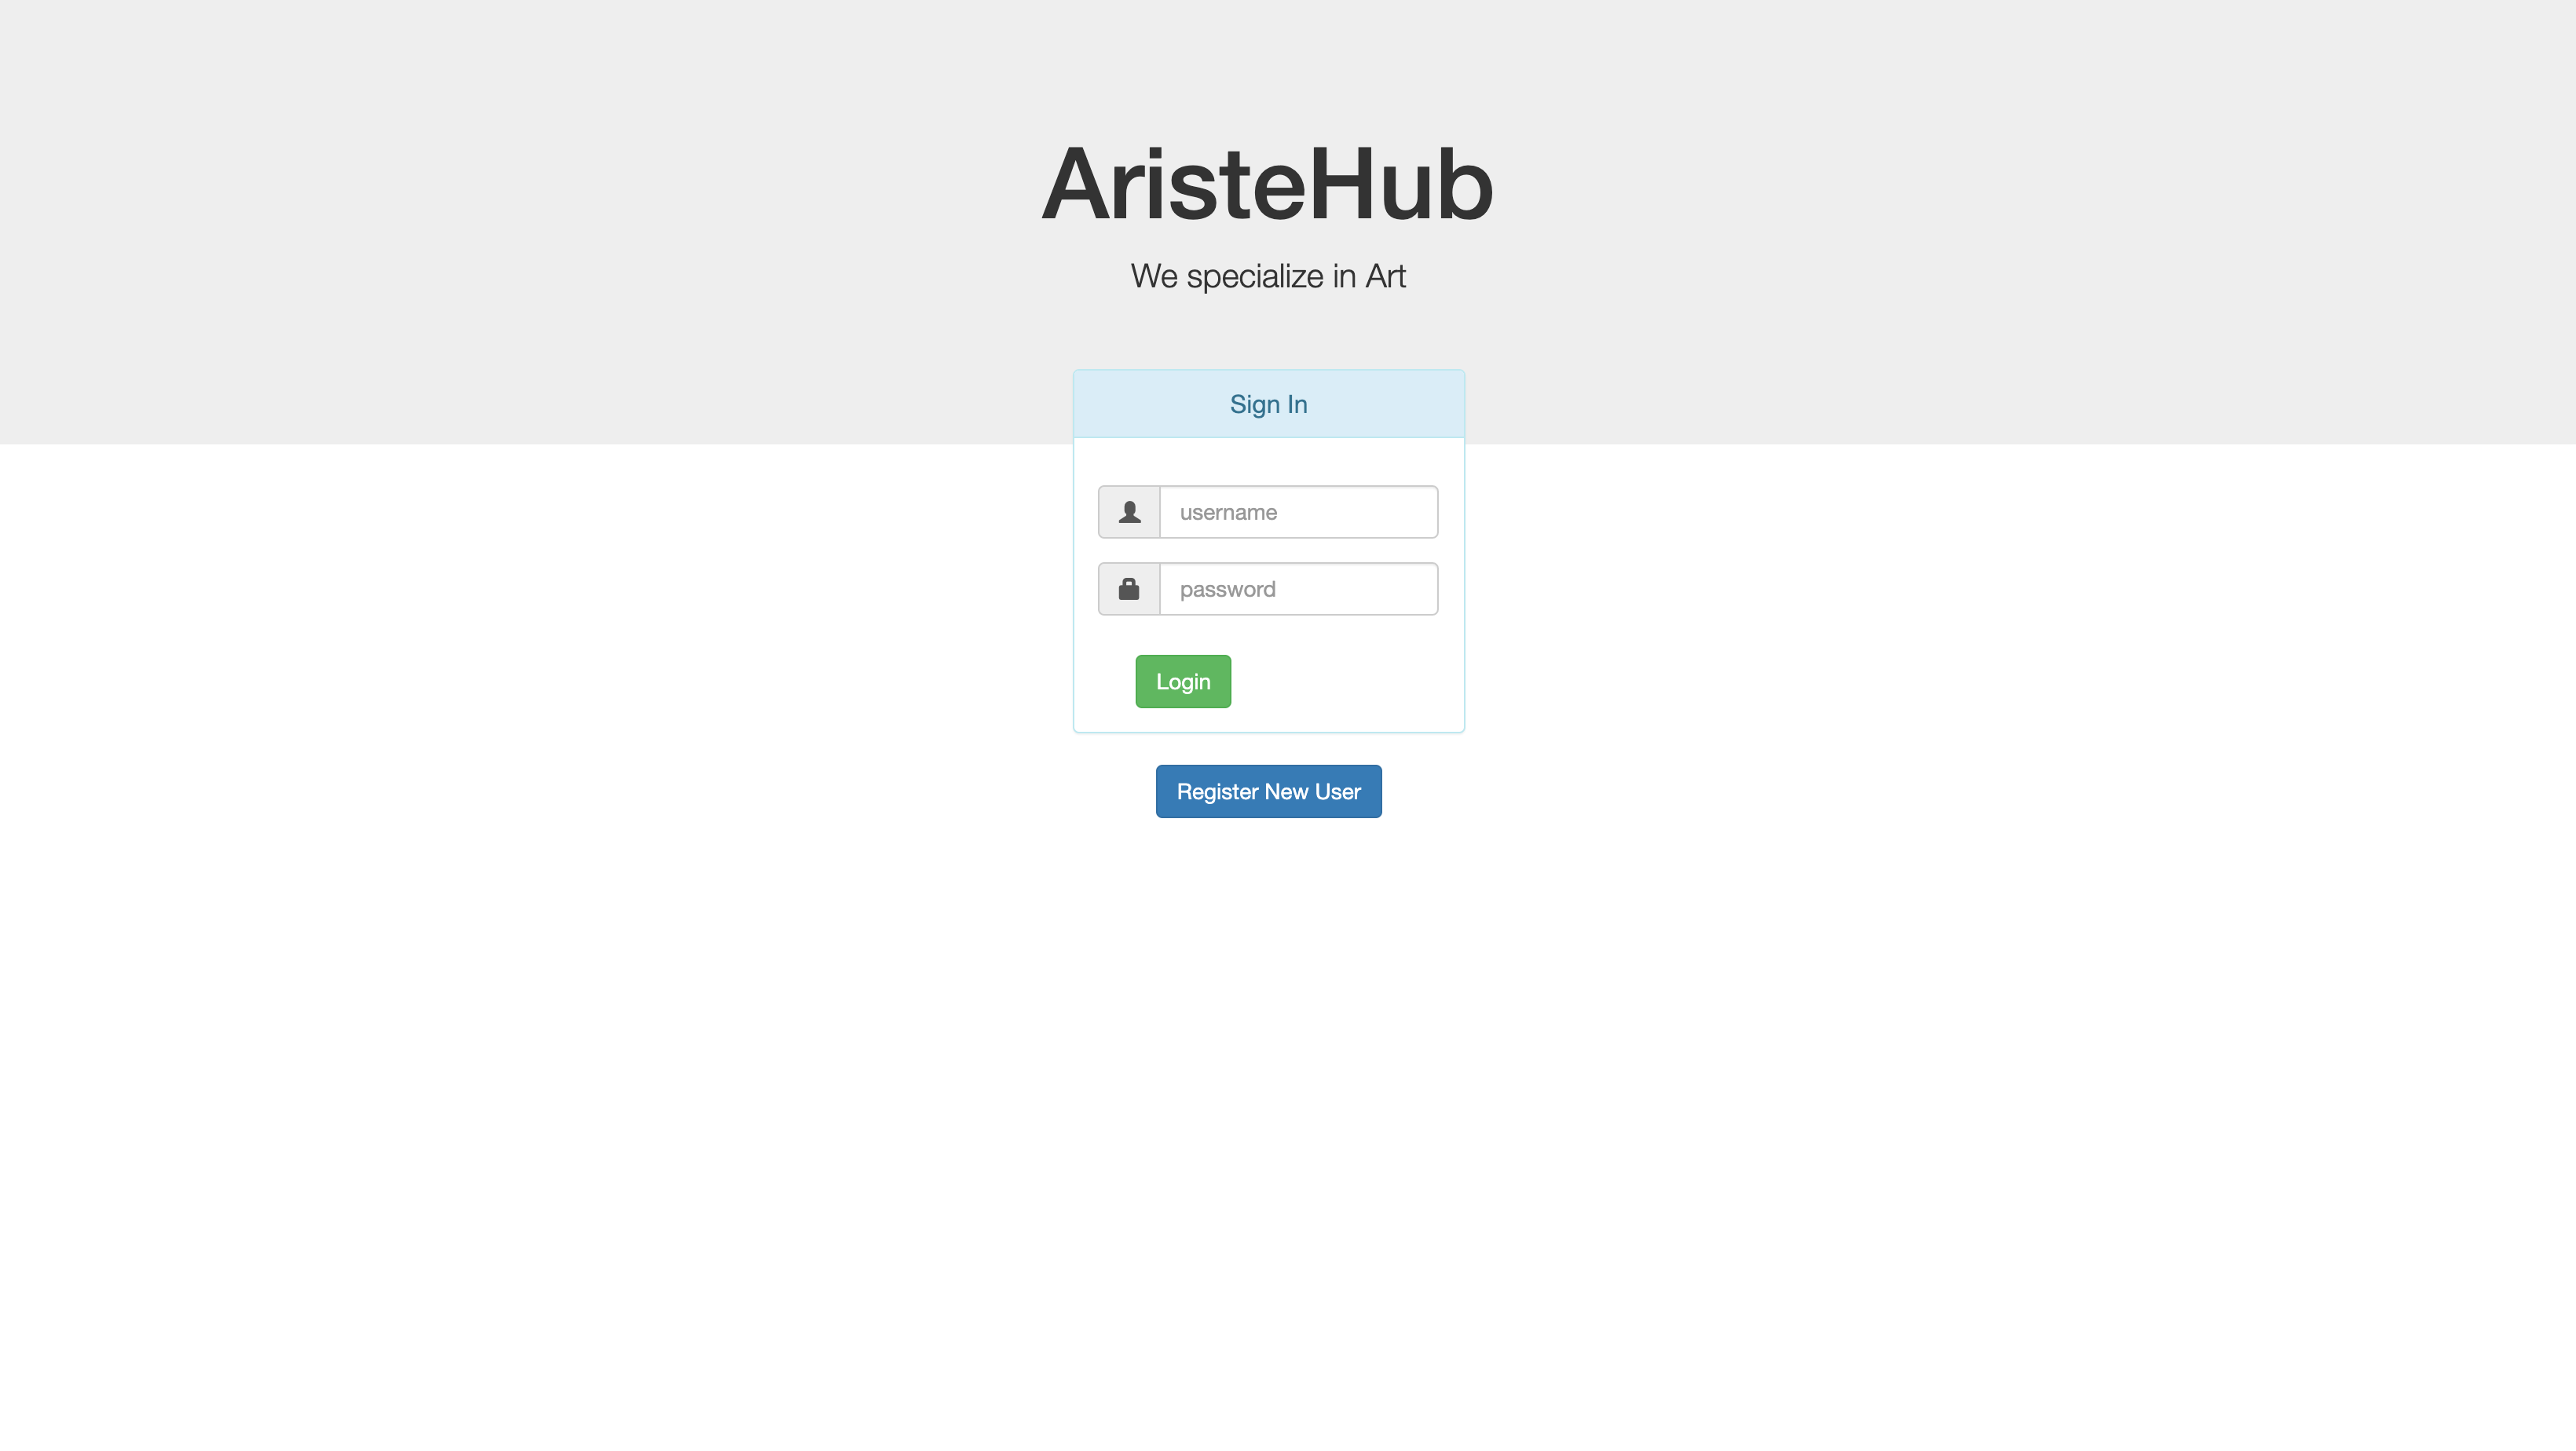 AristeHub
We specialize in Art
Sign In
username
password
Login
Register New User